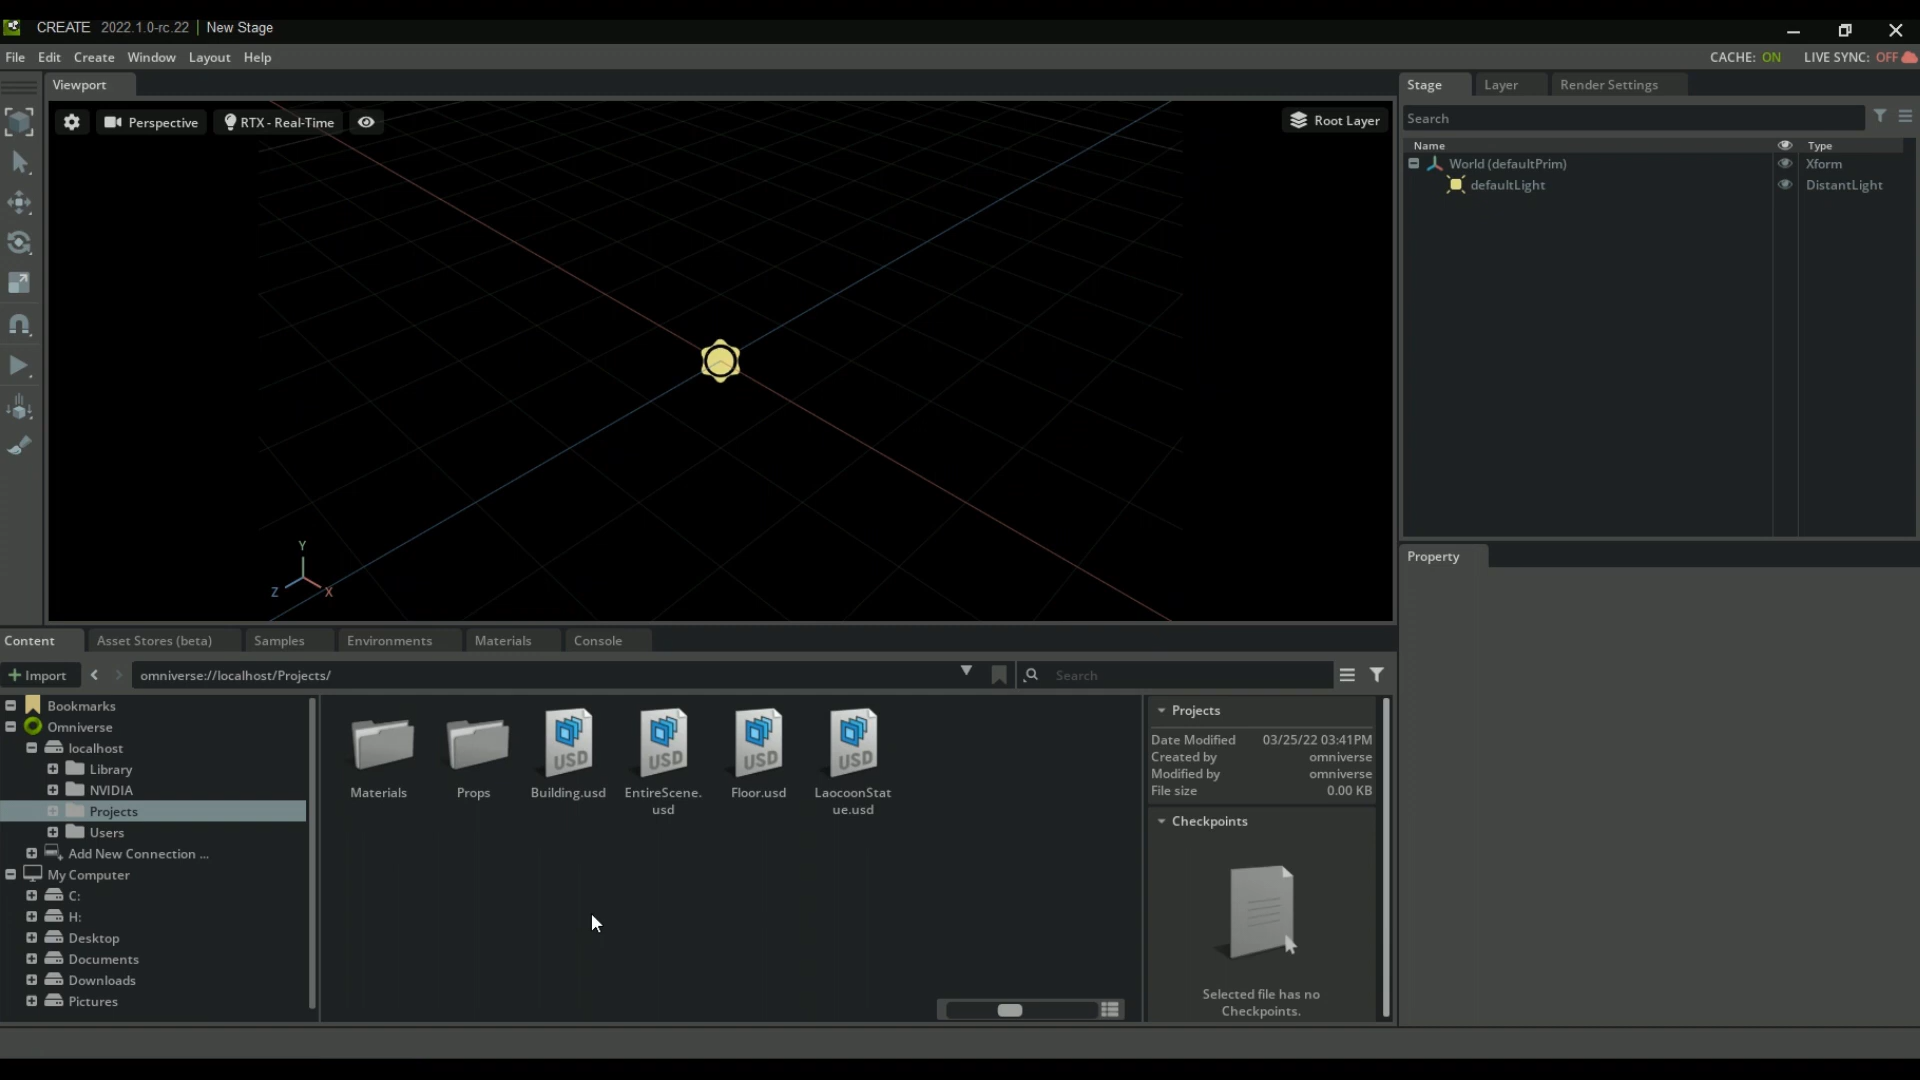 CREATE 2022.1.0-rc.22 | New Stage
File Edit Create Window Layout Help
CACHE: ON LIVE SYNC: OFF
Viewport
Perspective
RTX - Real-Time
Root Layer
Y
Z
X
Stage Layer Render Settings
Search
Name Type
World (defaultPrim) Xform
defaultLight DistantLight
Property
Content Asset Stores (beta) Samples Environments Materials Console
Import
omniverse://localhost/Projects/
Search
Bookmarks
Omniverse
localhost
Library
NVIDIA
Projects
Users
Add New Connection ...
My Computer
C:
H:
Desktop
Documents
Downloads
Pictures
USD USD USD USD
Materials Props Building.usd EntireScene. Floor.usd LaocoonStat
usd ue.usd
Projects
Date Modified 03/25/22 03:41PM
Created by omniverse
Modified by omniverse
File size 0.00 KB
Checkpoints
Selected file has no
Checkpoints.